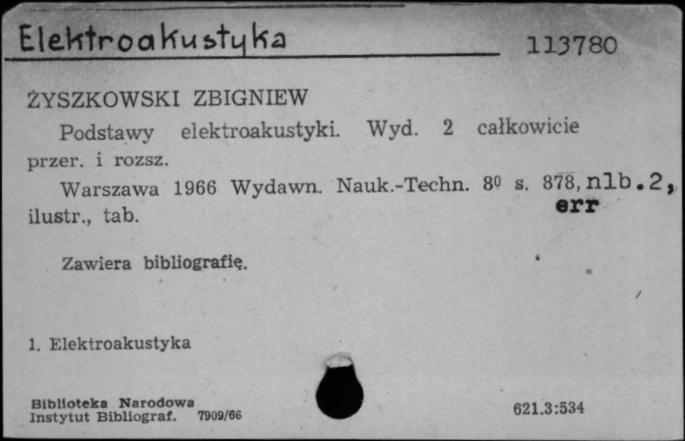 Elektroakustyka 113780
ŻYSZKOWSKI ZBIGNIEW
Podstawy elektroakustyki. Wyd. 2 całkowicie
przer. i rozsz.
Warszawa 1966 Wydawn. Nauk.-Techn. 8⁰ s. 878, nlb.2,
ilustr., tab. err
Zawiera bibliografię.
1. Elektroakustyka
Biblioteka Narodowa
Instytut Bibliograf. 7909/66 621.3:534